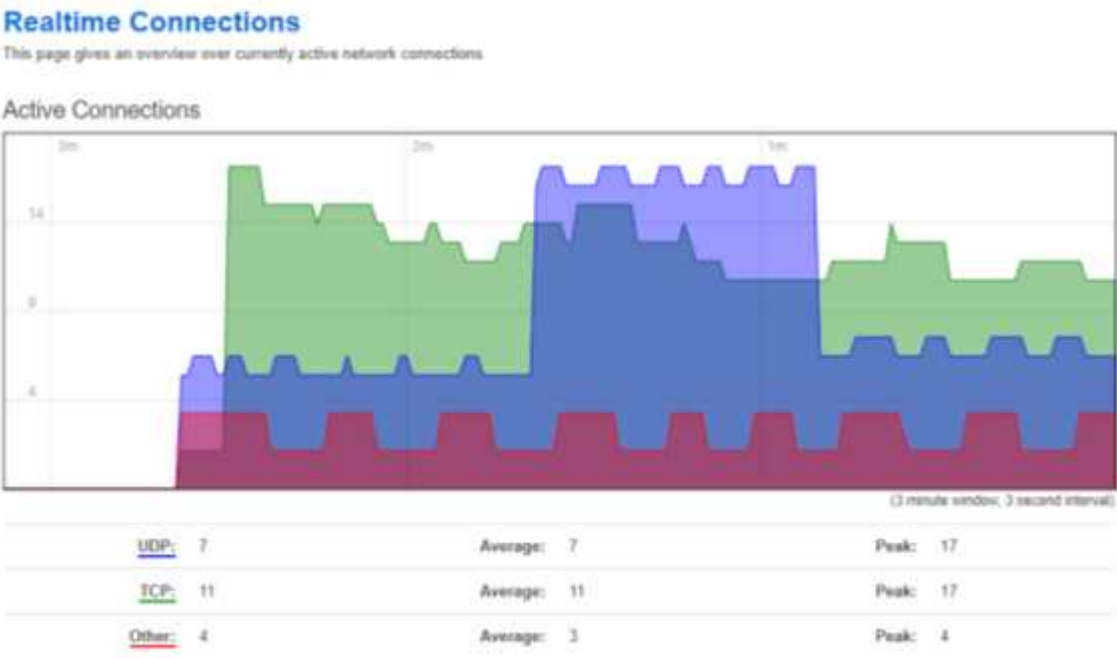 Realtime Connections
This page gives an overview over currently active network connections
Active Connections
3m 2m 1m
14
9
4
(3 minute window, 3 second interval)
UDP: 7 Average: 7 Peak: 17
TCP: 11 Average: 11 Peak: 17
Other: 4 Average: 3 Peak: 4